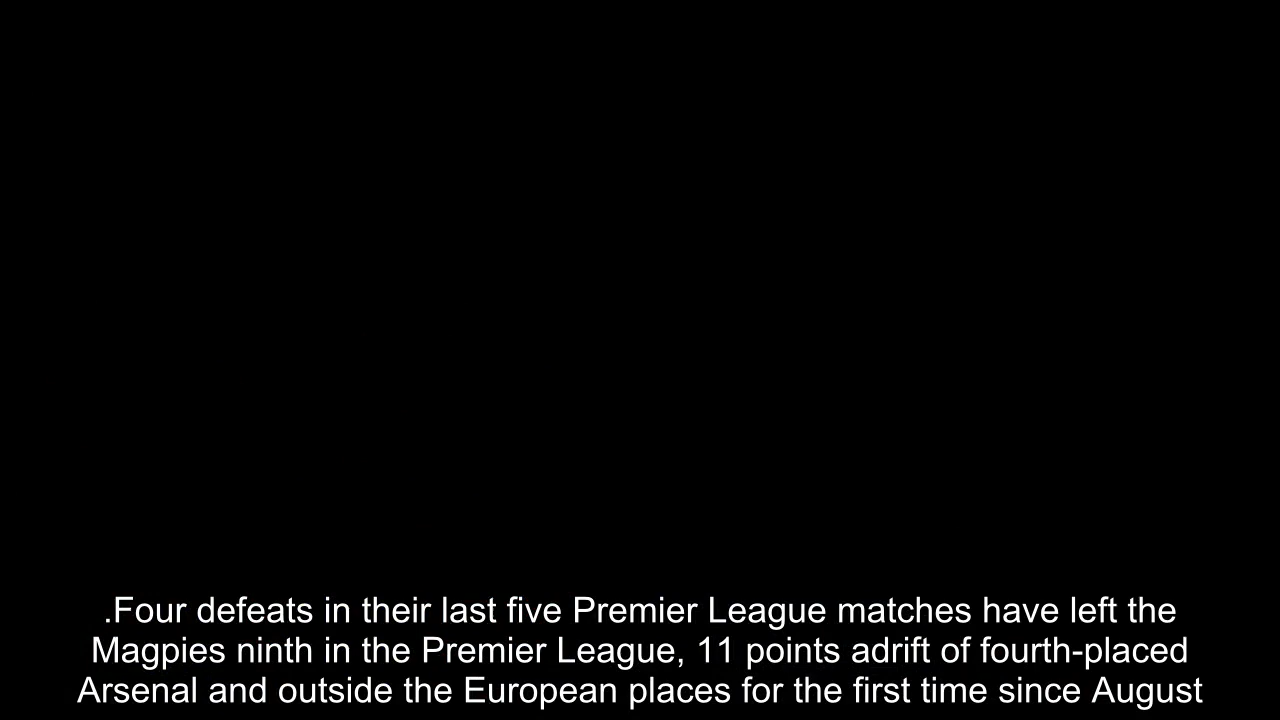 .Four defeats in their last five Premier League matches have left the
Magpies ninth in the Premier League, 11 points adrift of fourth-placed
Arsenal and outside the European places for the first time since August